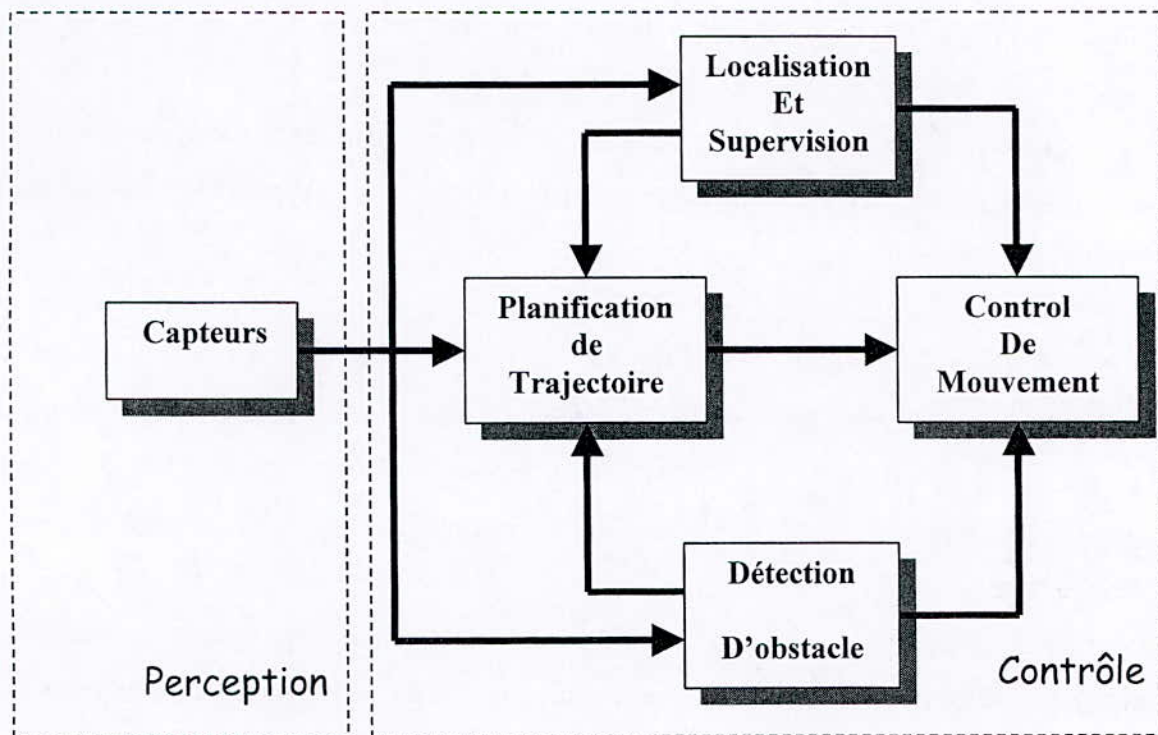 Localisation
Et
Supervision
Capteurs
Planification
de
Trajectoire
Control
De
Mouvement
Détection
D’obstacle
Perception
Contrôle